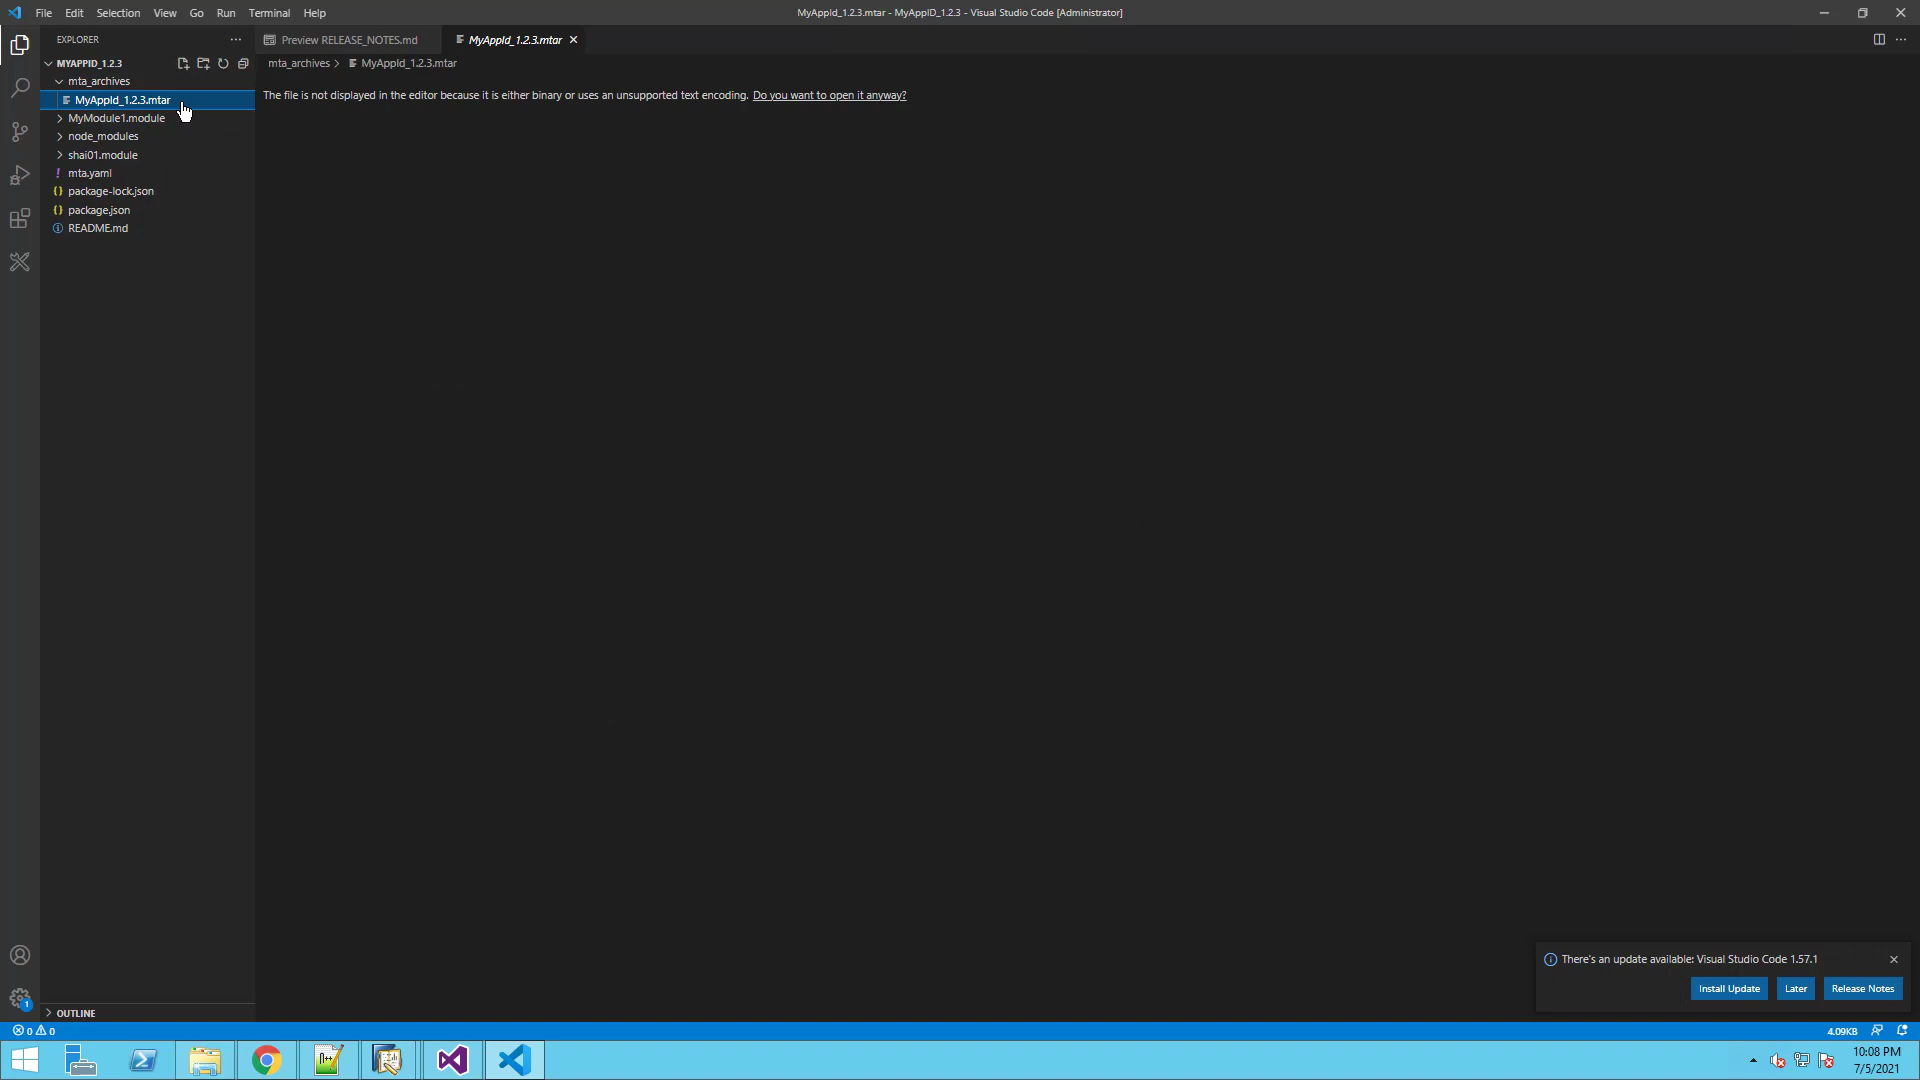 File Edit Selection View Go Run Terminal Help
MyAppId_1.2.3.mtar - MyAppID_1.2.3 - Visual Studio Code [Administrator]
EXPLORER
Preview RELEASE_NOTES.md
MyAppId_1.2.3.mtar
MYAPPID_1.2.3
mta_archives > MyAppId_1.2.3.mtar
mta_archives
MyAppId_1.2.3.mtar
MyModule1.module
node_modules
shai01.module
! mta.yaml
{} package-lock.json
{} package.json
README.md
The file is not displayed in the editor because it is either binary or uses an unsupported text encoding. Do you want to open it anyway?
There's an update available: Visual Studio Code 1.57.1
Install Update
Later
Release Notes
1
OUTLINE
0 0
4.09KB
10:08 PM
7/5/2021